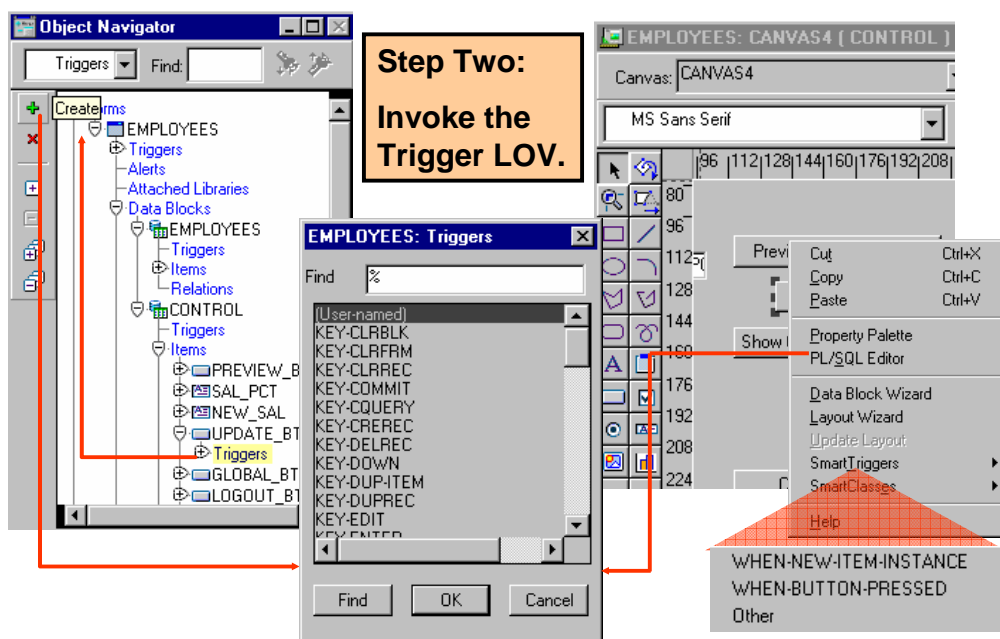 Object Navigator
Triggers
Find:
Create
EMPLOYEES
Triggers
Alerts
Attached Libraries
Data Blocks
EMPLOYEES
Triggers
Items
Relations
CONTROL
Triggers
Items
SAL_PCT
NEW_SAL
Triggers
Step Two:
Invoke the
Trigger LOV.
EMPLOYEES: Triggers
Find %
(User-named)
KEY-CLRBLK
KEY-CLRFRM
KEY-CLRREC
KEY-COMMIT
KEY-CQUERY
KEY-CREREC
KEY-DELREC
KEY-DOWN
KEY-DUP-ITEM
KEY-DUPREC
KEY-EDIT
KEY-ENTER
Find
OK
Cancel
EMPLOYEES: CANVAS4 ( CONTROL )
Canvas: CANVAS4
MS Sans Serif
96 112 128 144 160 176 192 208
80
96
112
128
144
160
176
192
208
224
Previ
Show
Cut Ctrl+X
Copy Ctrl+C
Paste Ctrl+V
Property Palette
PL/SQL Editor
Data Block Wizard
Layout Wizard
Update Layout
SmartTriggers
SmartClasses
Help
WHEN-NEW-ITEM-INSTANCE
WHEN-BUTTON-PRESSED
Other